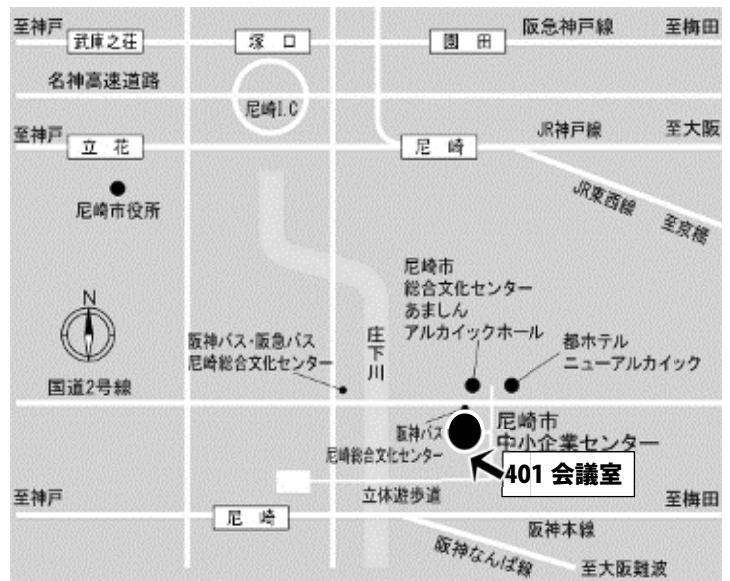 至神戸
武庫之荘
塚口
園田
阪急神戸線
至梅田
名神高速道路
尼崎I.C
至神戸
立花
尼崎
JR神戸線
至大阪
尼崎市役所
JR東西線
至京橋
N
尼崎市
総合文化センター
あましん
アルカイックホール
阪神バス・阪急バス
尼崎総合文化センター
庄下川
都ホテル
ニューアルカイック
国道2号線
阪神バス
尼崎総合文化センター
尼崎市
中小企業センター
401 会議室
立体遊歩道
至神戸
尼崎
至梅田
阪神本線
阪神なんば線
至大阪難波